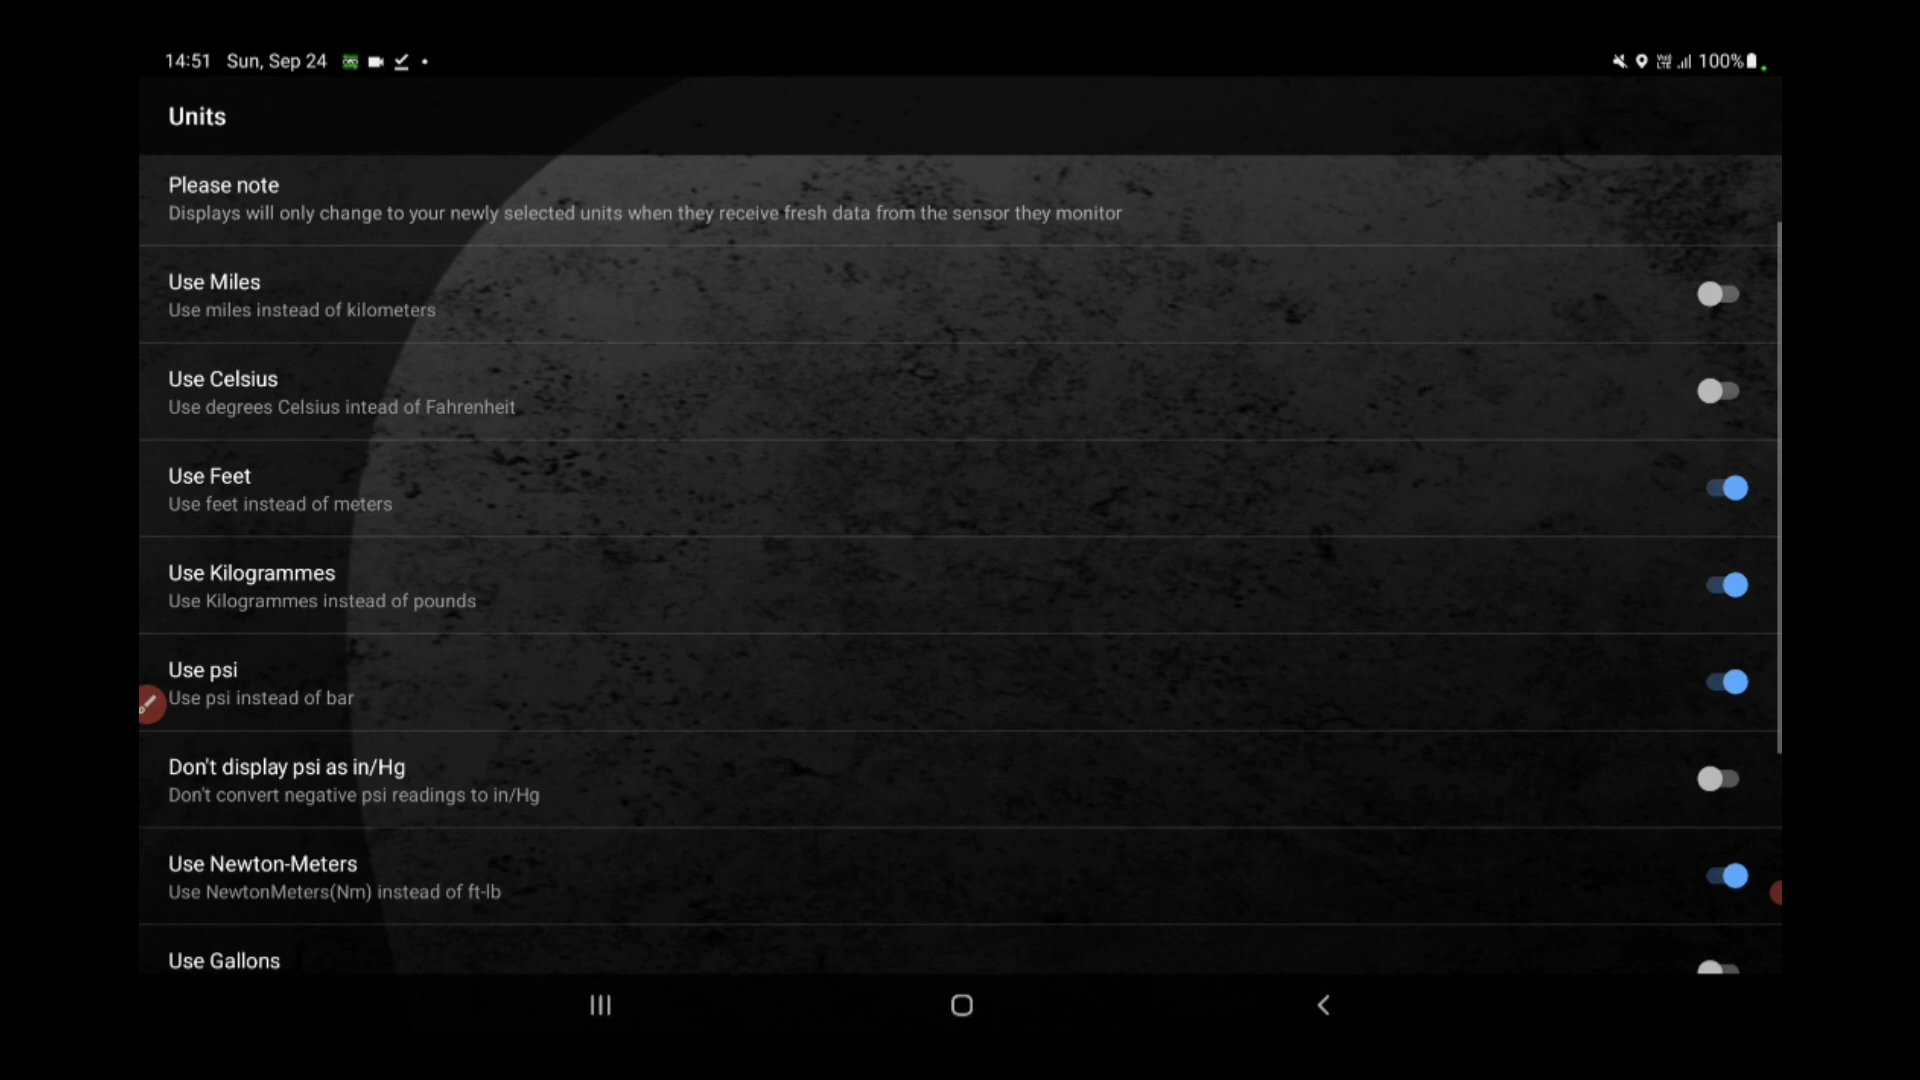 14:51 Sun, Sep 24 100%
Units
Please note
Displays will only change to your newly selected units when they receive fresh data from the sensor they monitor
Use Miles
Use miles instead of kilometers
Use Celsius
Use degrees Celsius intead of Fahrenheit
Use Feet
Use feet instead of meters
Use Kilogrammes
Use Kilogrammes instead of pounds
Use psi
Use psi instead of bar
Don't display psi as in/Hg
Don't convert negative psi readings to in/Hg
Use Newton-Meters
Use NewtonMeters(Nm) instead of ft-lb
Use Gallons